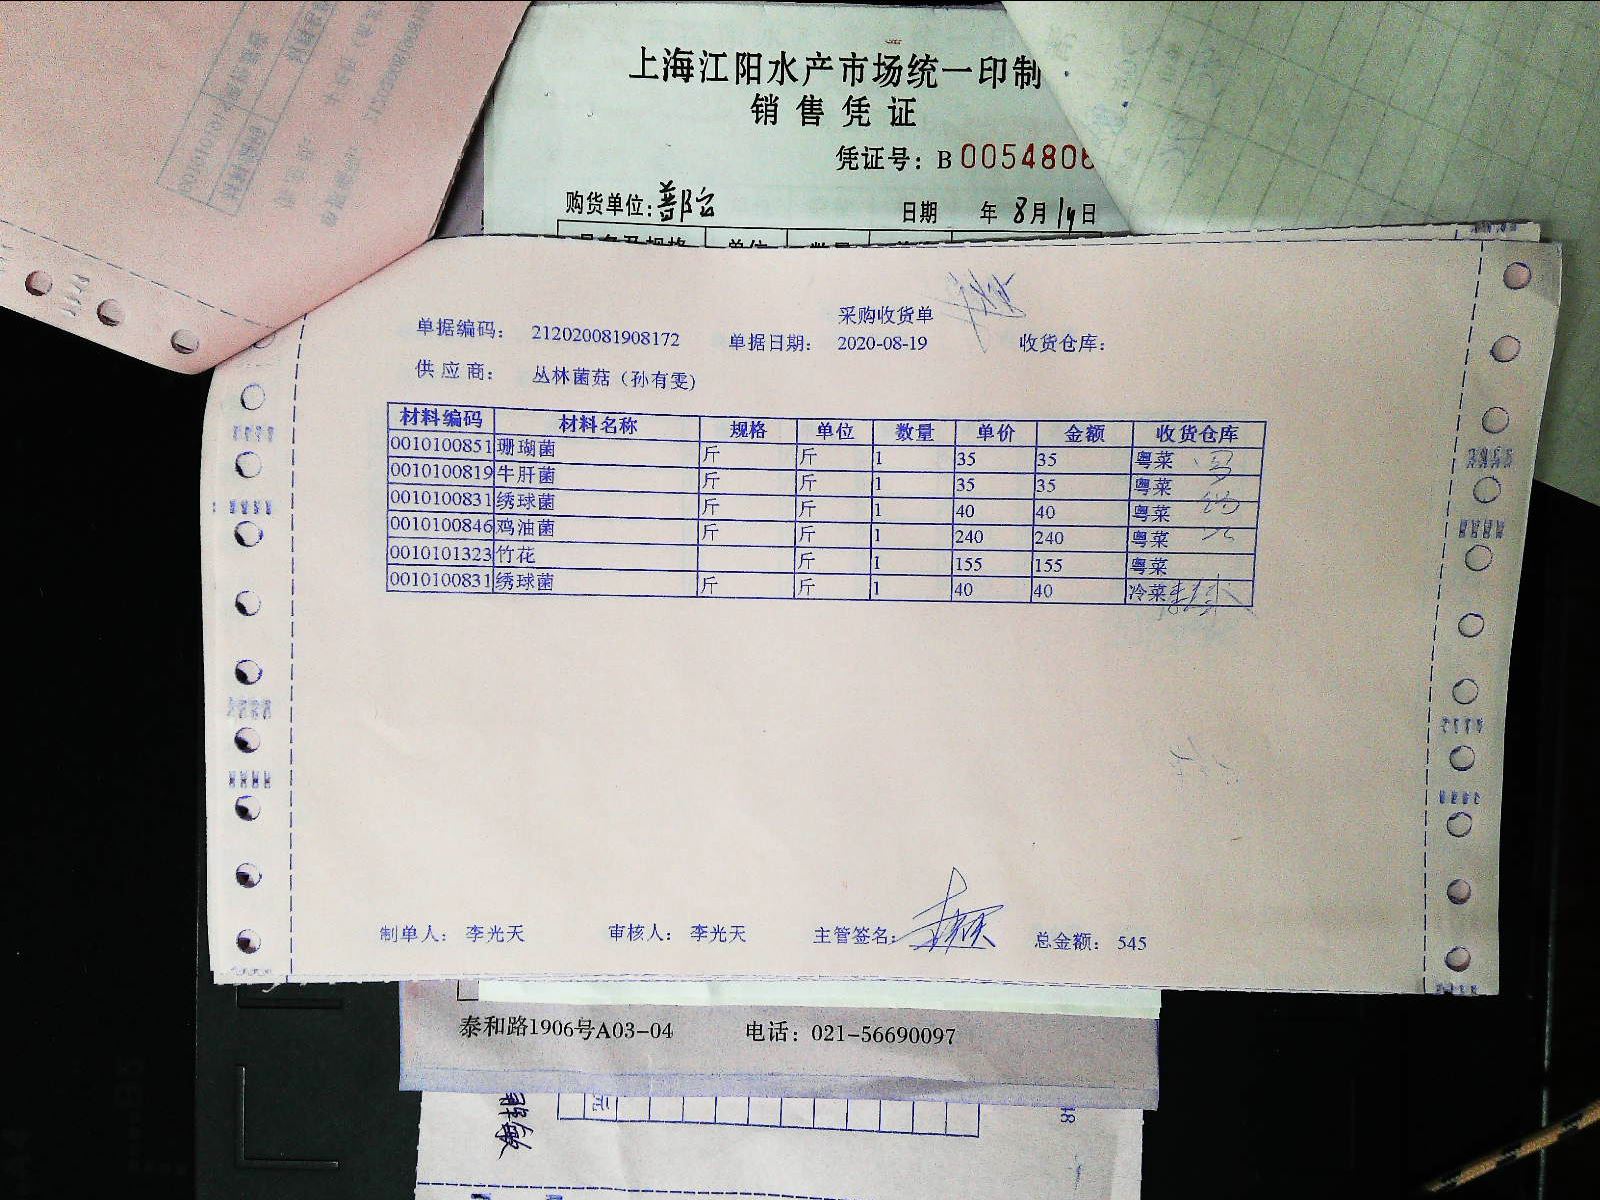 上海江阳水产市场统一印制
销售凭证
凭证号：B 0054806
购货单位：
日期 年 8月19日
采购收货单
单据编码： 212020081908172 单据日期： 2020-08-19 收货仓库：
供应商： 丛林菌菇（孙有雯）
材料编码 材料名称 规格 单位 数量 单价 金额 收货仓库
0010100851 珊瑚菌 斤 斤 1 35 35 粤菜
0010100819 牛肝菌 斤 斤 1 35 35 粤菜
0010100831 绣球菌 斤 斤 1 40 40 粤菜
0010100846 鸡油菌 斤 斤 1 240 240 粤菜
0010101323 竹花 斤 1 155 155 粤菜
0010100831 绣球菌 斤 斤 1 40 40 冷菜
制单人： 李光天 审核人： 李光天 主管签名： 总金额： 545
泰和路1906号A03-04 电话：021-56690097
元